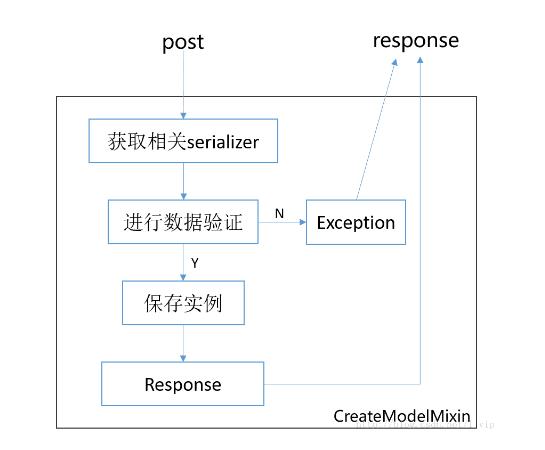 post
response
获取相关serializer
进行数据验证
N
Exception
Y
保存实例
Response
CreateModelMixin